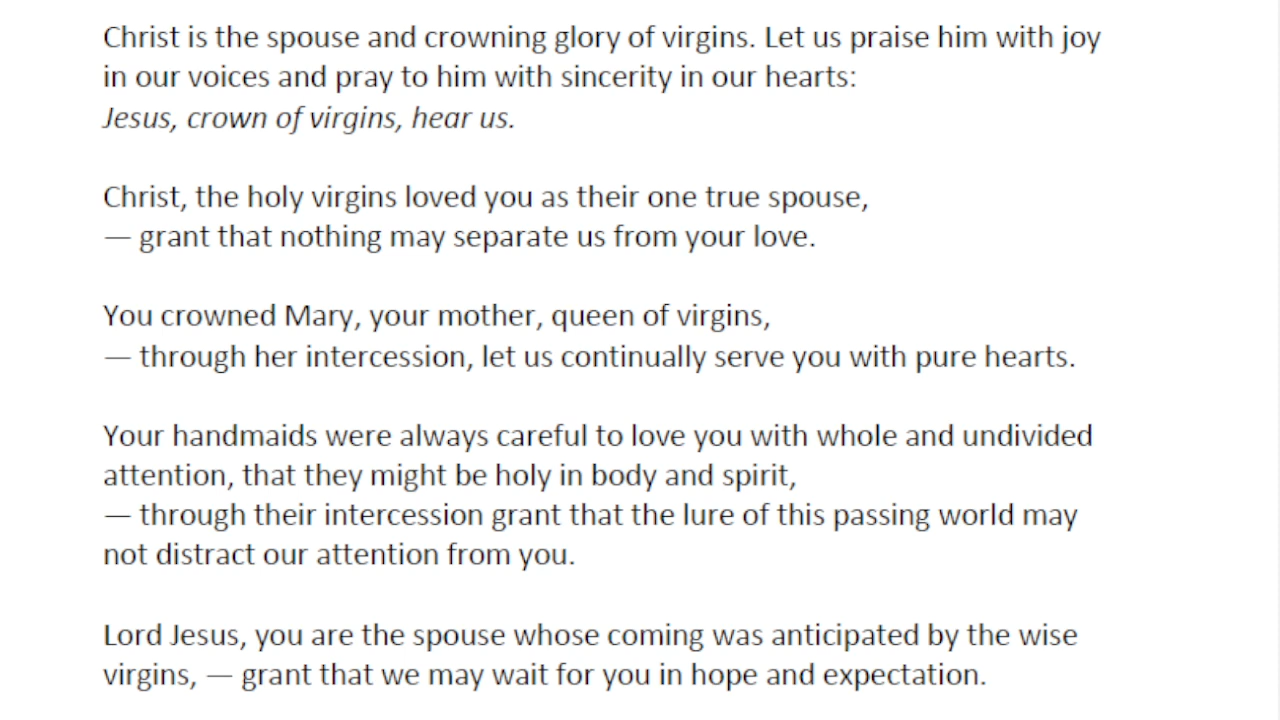 Christ is the spouse and crowning glory of virgins. Let us praise him with joy
in our voices and pray to him with sincerity in our hearts:
Jesus, crown of virgins, hear us.
Christ, the holy virgins loved you as their one true spouse,
— grant that nothing may separate us from your love.
You crowned Mary, your mother, queen of virgins,
— through her intercession, let us continually serve you with pure hearts.
Your handmaids were always careful to love you with whole and undivided
attention, that they might be holy in body and spirit,
— through their intercession grant that the lure of this passing world may
not distract our attention from you.
Lord Jesus, you are the spouse whose coming was anticipated by the wise
virgins, — grant that we may wait for you in hope and expectation.